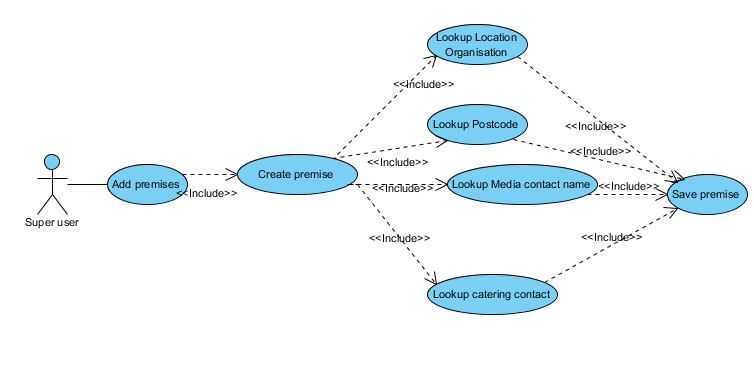 Lookup Location
Organisation
<<Include>>
Lookup Postcode
<<Include>>
<<Include>>
<<Include>>
Add premises
Create premise
Lookup Media contact name
<<Include>>
<<Include>>
Save premise
<<Include>>
Super user
<<Include>>
<<Include>>
Lookup catering contact